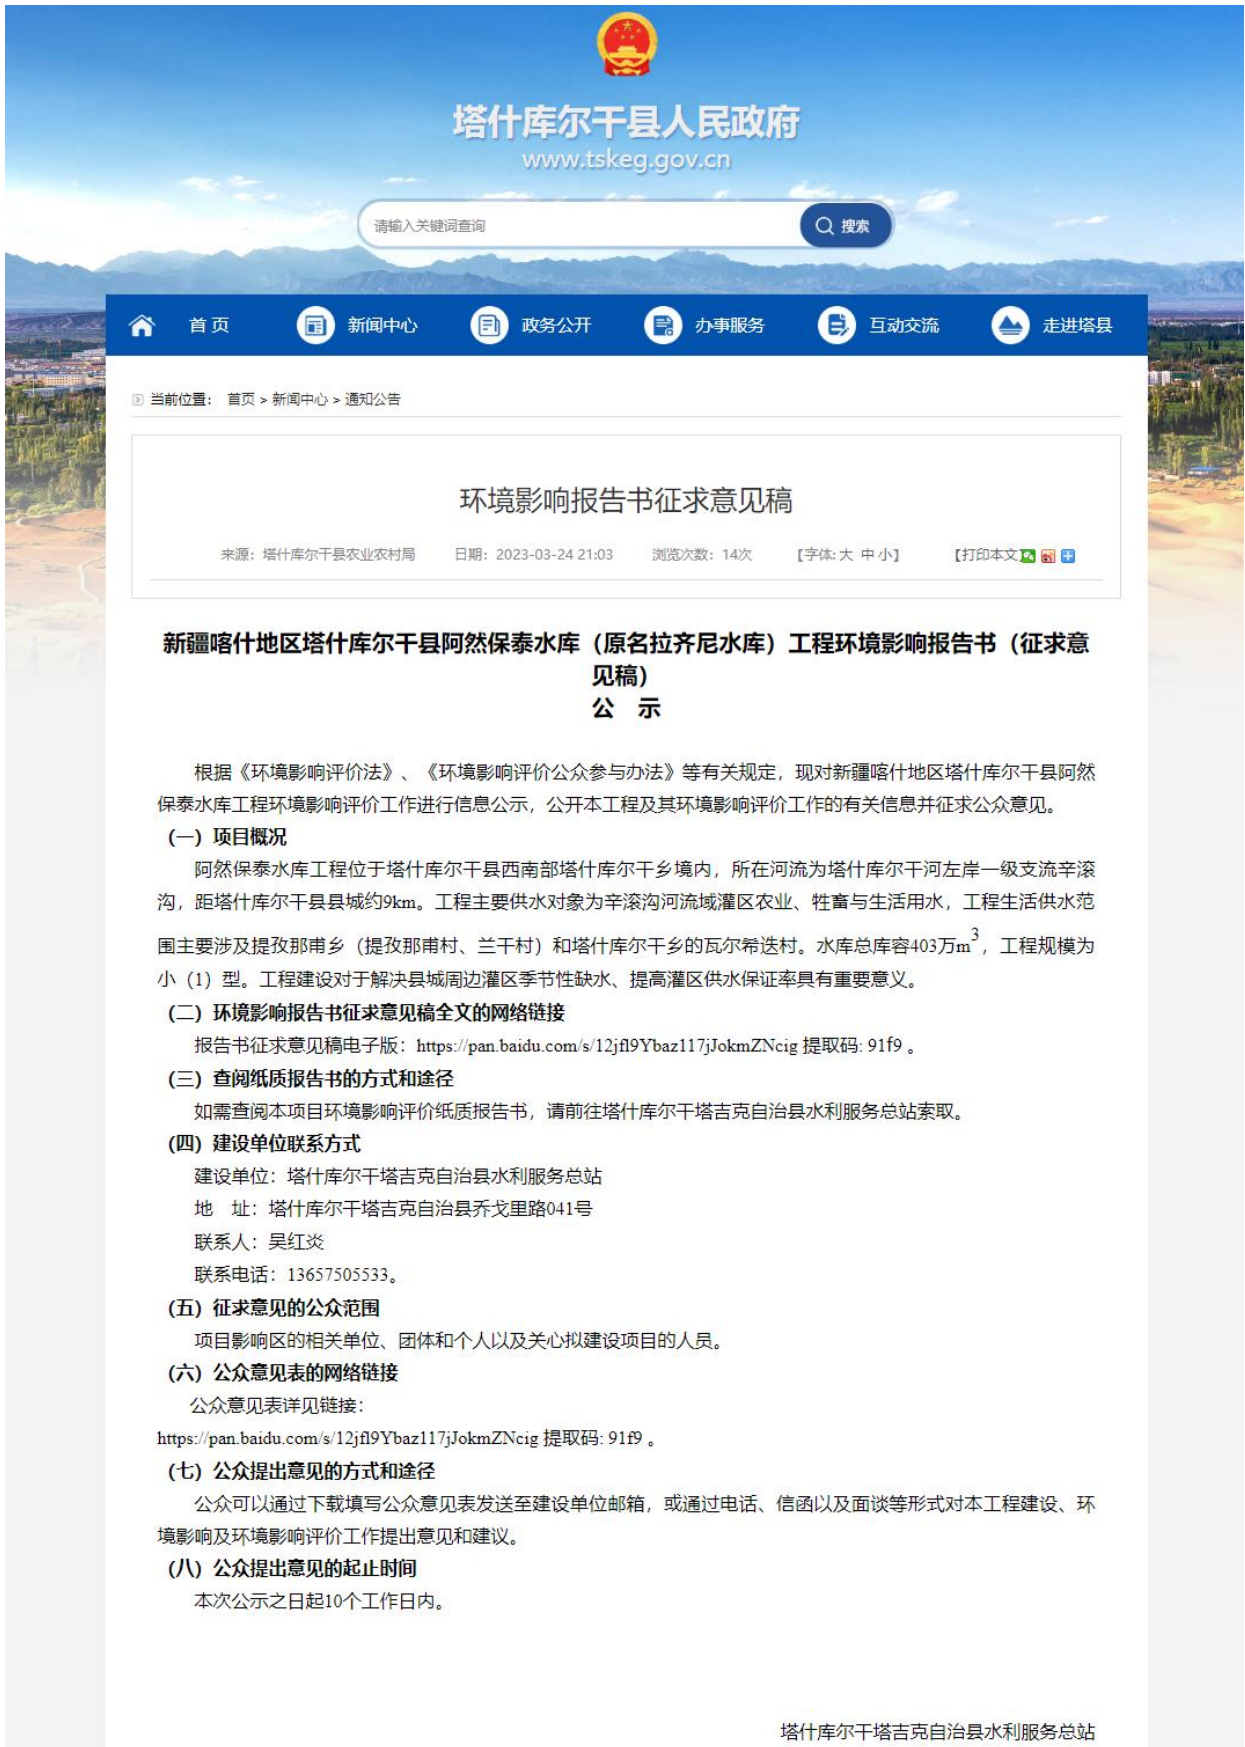 塔什库尔干县人民政府
www.tskeg.gov.cn
请输入关键词查询
搜索
首 页 新闻中心 政务公开 办事服务 互动交流 走进塔县
当前位置： 首页 > 新闻中心 > 通知公告
环境影响报告书征求意见稿
来源：塔什库尔干县农业农村局 日期：2023-03-24 21:03 浏览次数：14次 【字体:大 中 小】 【打印本文】
新疆喀什地区塔什库尔干县阿然保泰水库（原名拉齐尼水库）工程环境影响报告书（征求意
见稿）
公 示
根据《环境影响评价法》、《环境影响评价公众参与办法》等有关规定，现对新疆喀什地区塔什库尔干县阿然
保泰水库工程环境影响评价工作进行信息公示，公开本工程及其环境影响评价工作的有关信息并征求公众意见。
（一）项目概况
阿然保泰水库工程位于塔什库尔干县西南部塔什库尔干乡境内，所在河流为塔什库尔干河左岸一级支流辛滚
沟，距塔什库尔干县县城约9km。工程主要供水对象为辛滚沟河流域灌区农业、牲畜与生活用水，工程生活供水范
围主要涉及提孜那甫乡（提孜那甫村、兰干村）和塔什库尔干乡的瓦尔希迭村。水库总库容403万m3，工程规模为
小（1）型。工程建设对于解决县城周边灌区季节性缺水、提高灌区供水保证率具有重要意义。
（二）环境影响报告书征求意见稿全文的网络链接
报告书征求意见稿电子版：https://pan.baidu.com/s/12jfl9Ybaz117jJokmZNcig 提取码: 91f9 。
（三）查阅纸质报告书的方式和途径
如需查阅本项目环境影响评价纸质报告书，请前往塔什库尔干塔吉克自治县水利服务总站索取。
（四）建设单位联系方式
建设单位：塔什库尔干塔吉克自治县水利服务总站
地 址：塔什库尔干塔吉克自治县乔戈里路041号
联系人：吴红炎
联系电话：13657505533。
（五）征求意见的公众范围
项目影响区的相关单位、团体和个人以及关心拟建设项目的人员。
（六）公众意见表的网络链接
公众意见表详见链接：
https://pan.baidu.com/s/12jfl9Ybaz117jJokmZNcig 提取码: 91f9 。
（七）公众提出意见的方式和途径
公众可以通过下载填写公众意见表发送至建设单位邮箱，或通过电话、信函以及面谈等形式对本工程建设、环
境影响及环境影响评价工作提出意见和建议。
（八）公众提出意见的起止时间
本次公示之日起10个工作日内。
塔什库尔干塔吉克自治县水利服务总站